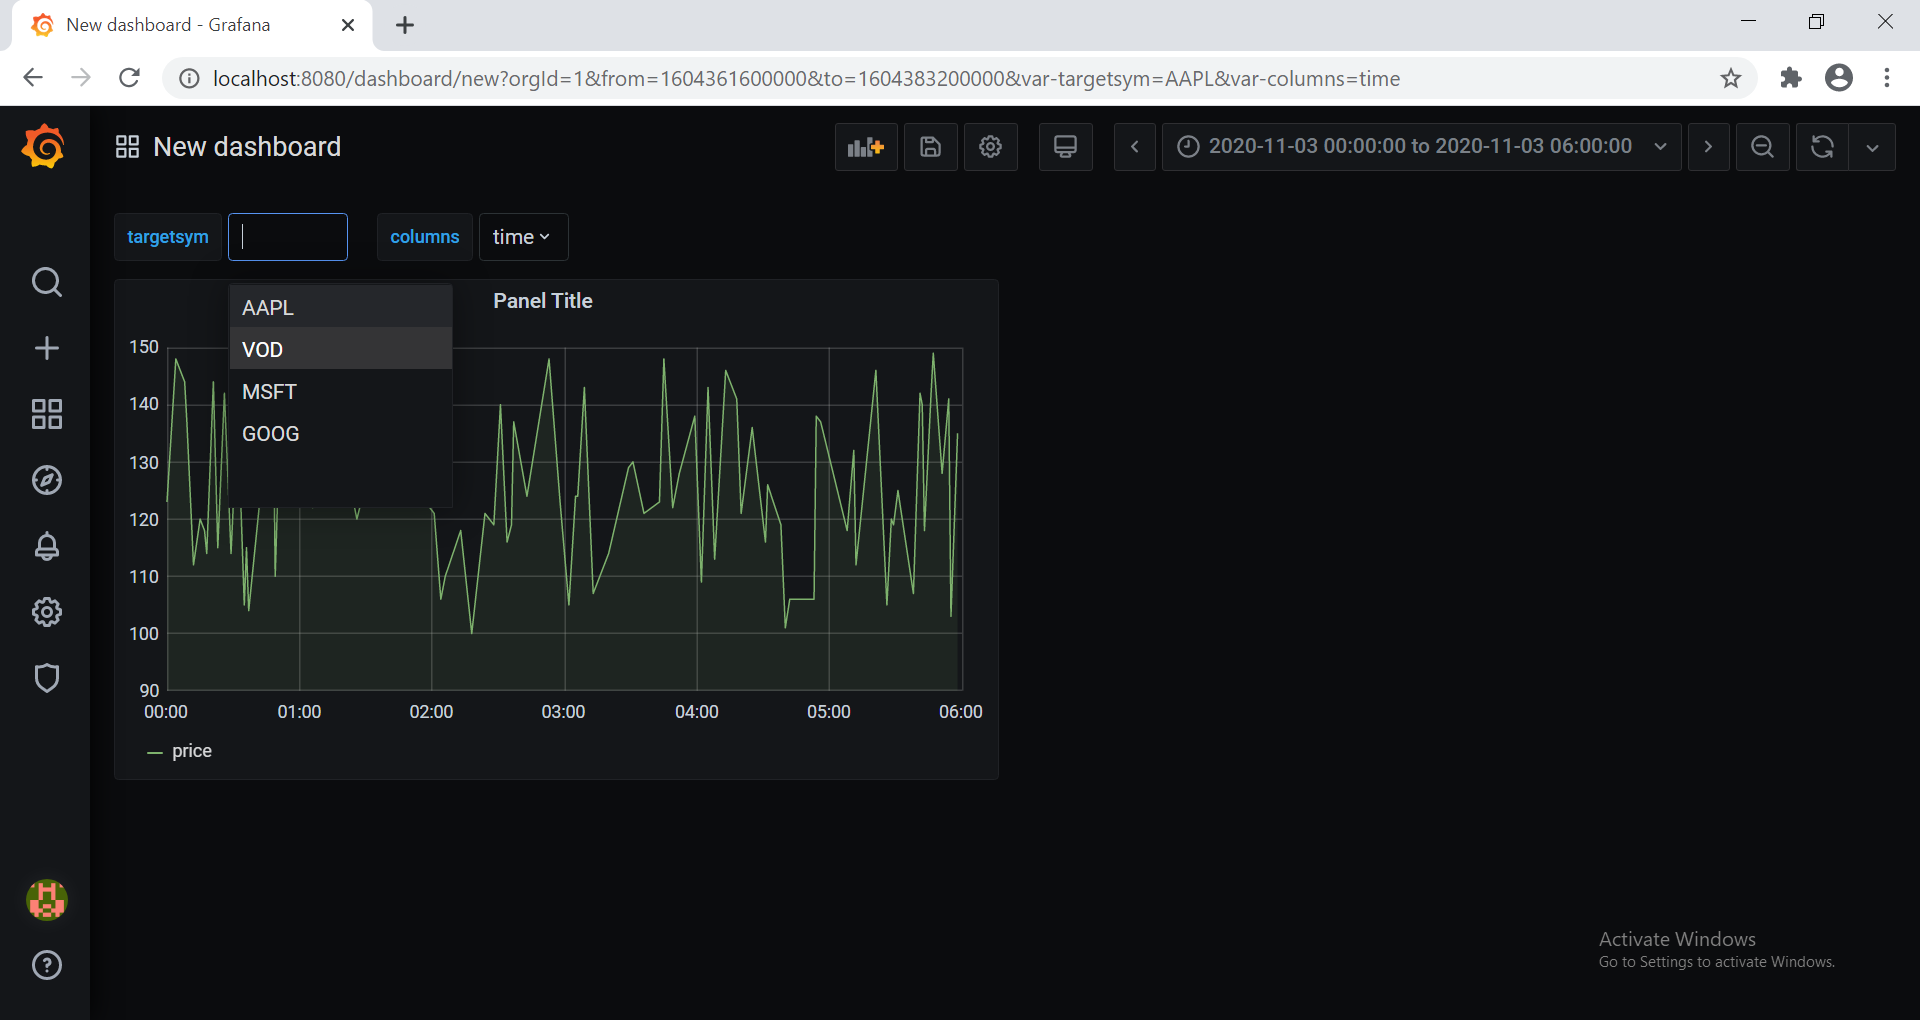 New dashboard - Grafana
localhost:8080/dashboard/new?orgId=1&from=1604361600000&to=1604383200000&var-targetsym=AAPL&var-columns=time
New dashboard
2020-11-03 00:00:00 to 2020-11-03 06:00:00
targetsym
columns
time
AAPL
VOD
MSFT
GOOG
Panel Title
150
140
130
120
110
100
90
00:00 01:00 02:00 03:00 04:00 05:00 06:00
price
Activate Windows
Go to Settings to activate Windows.